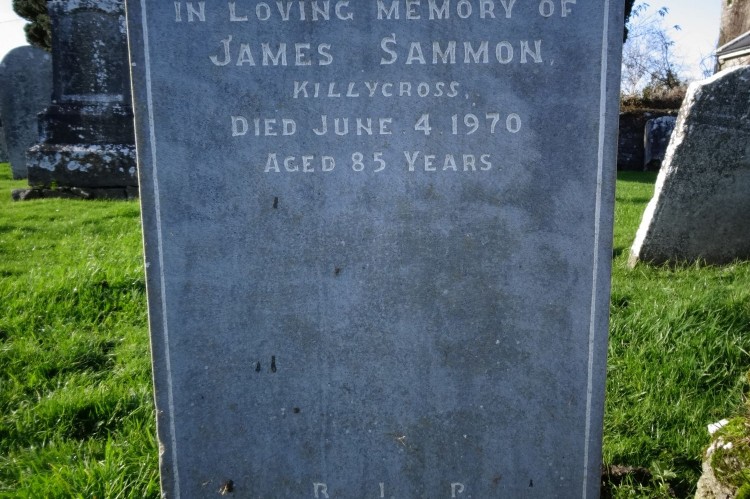 IN LOVING MEMORY OF
JAMES SAMMON,
KILLYCROSS,
DIED JUNE 4 1970
AGED 85 YEARS
R. I. P.